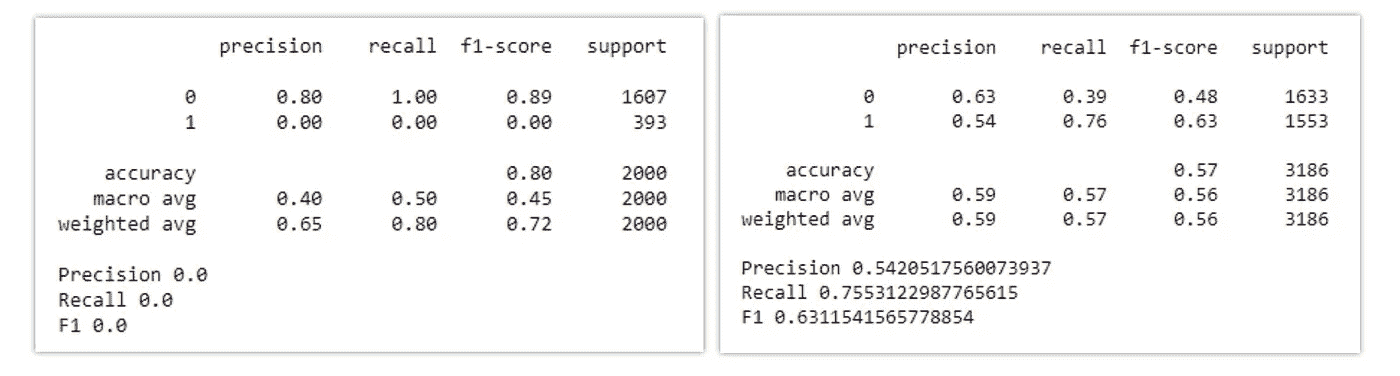 precision recall f1-score support
0 0.80 1.00 0.89 1607
1 0.00 0.00 0.00 393
accuracy 0.80 2000
macro avg 0.40 0.50 0.45 2000
weighted avg 0.65 0.80 0.72 2000
Precision 0.0
Recall 0.0
F1 0.0
precision recall f1-score support
0 0.63 0.39 0.48 1633
1 0.54 0.76 0.63 1553
accuracy 0.57 3186
macro avg 0.59 0.57 0.56 3186
weighted avg 0.59 0.57 0.56 3186
Precision 0.5420517560073937
Recall 0.7553122987765615
F1 0.6311541565778854